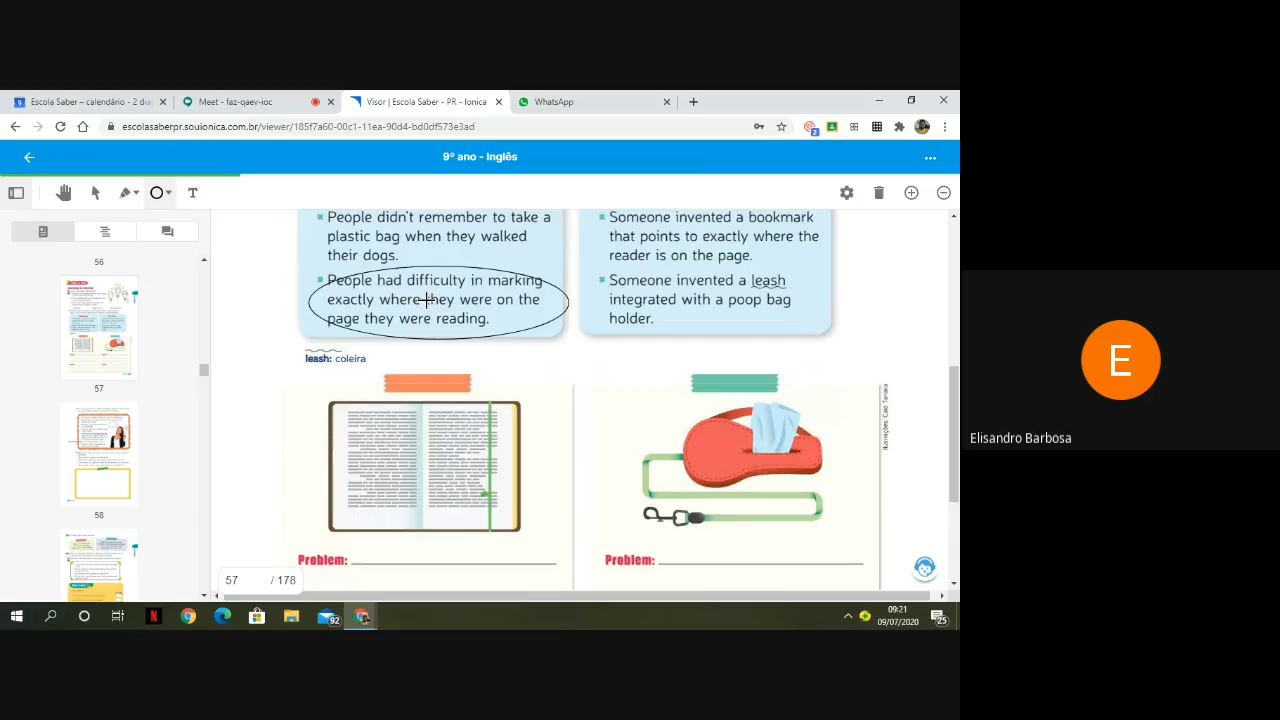 Escola Saber – calendário - 2 dia
Meet - faz-qaev-ioc
Visor | Escola Saber - PR - Ionica
WhatsApp
escolasaberpr.souionica.com.br/viewer/185f7a60-00c1-11ea-90d4-bd0df573e3ad
9º ano - Inglês
T
56
57
58
People didn't remember to take a
plastic bag when they walked
their dogs.
People had difficulty in marking
exactly where they were on the
page they were reading.
Someone invented a bookmark
that points to exactly where the
reader is on the page.
Someone invented a leash
integrated with a poop bag
holder.
leash: coleira
Ilustrações: Caio Tanaka
Problem:
Problem:
57 / 178
92
09:21
09/07/2020
25
E
Elisandro Barbosa